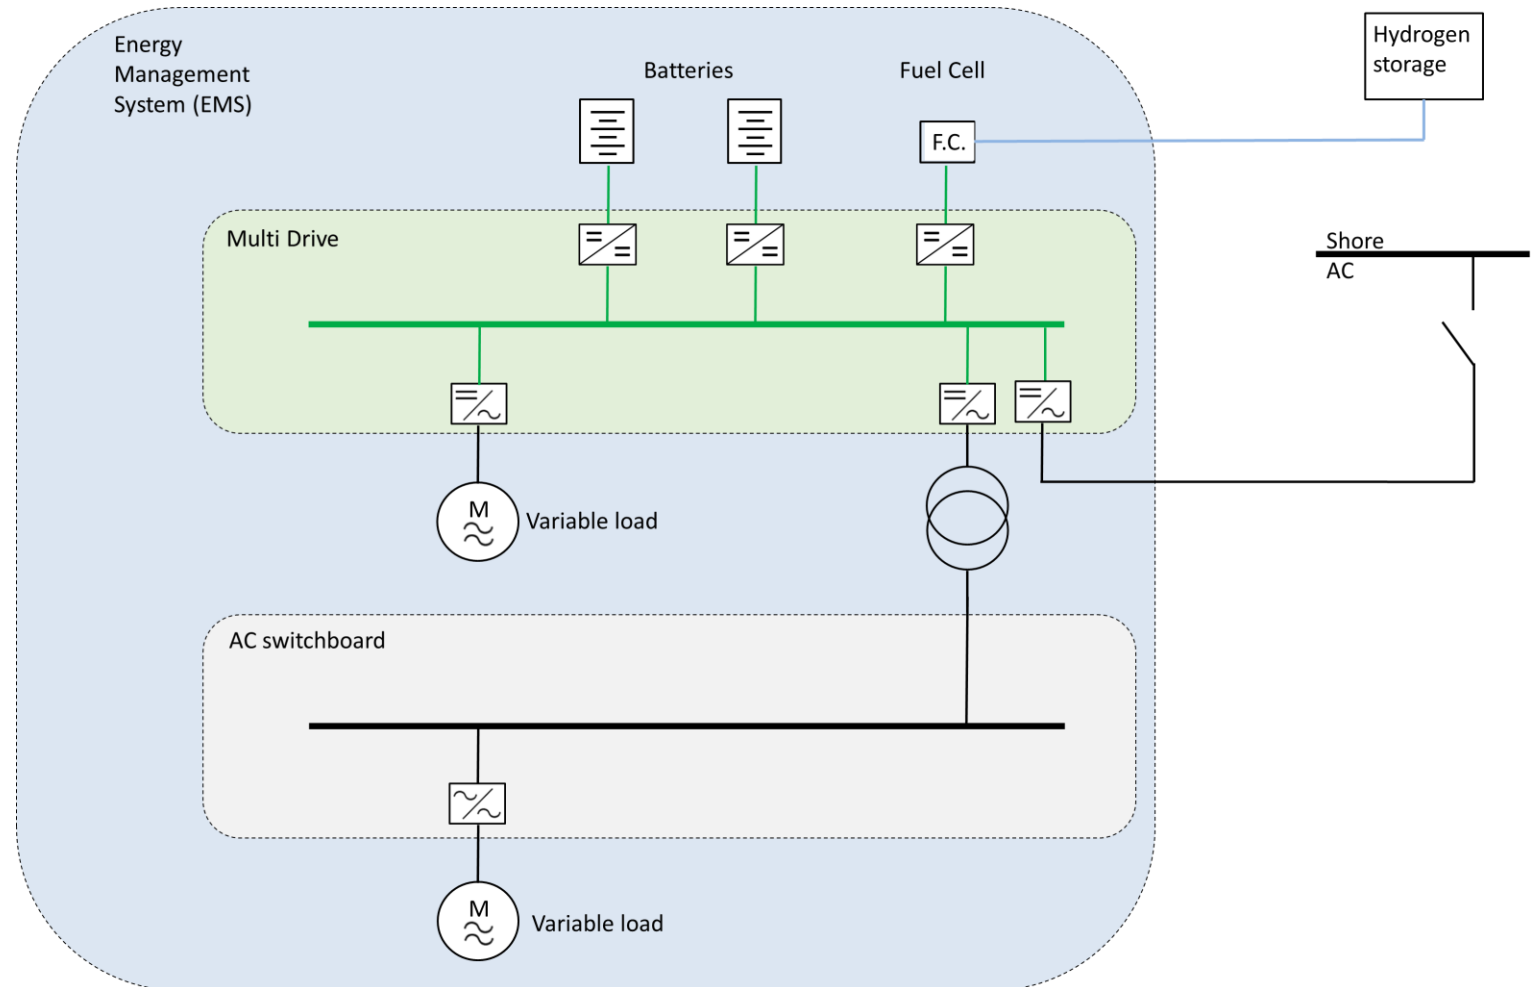 Energy
Management
System (EMS)
Batteries
Fuel Cell
Hydrogen
storage
F.C.
Multi Drive
Shore
AC
M
Variable load
AC switchboard
M
Variable load